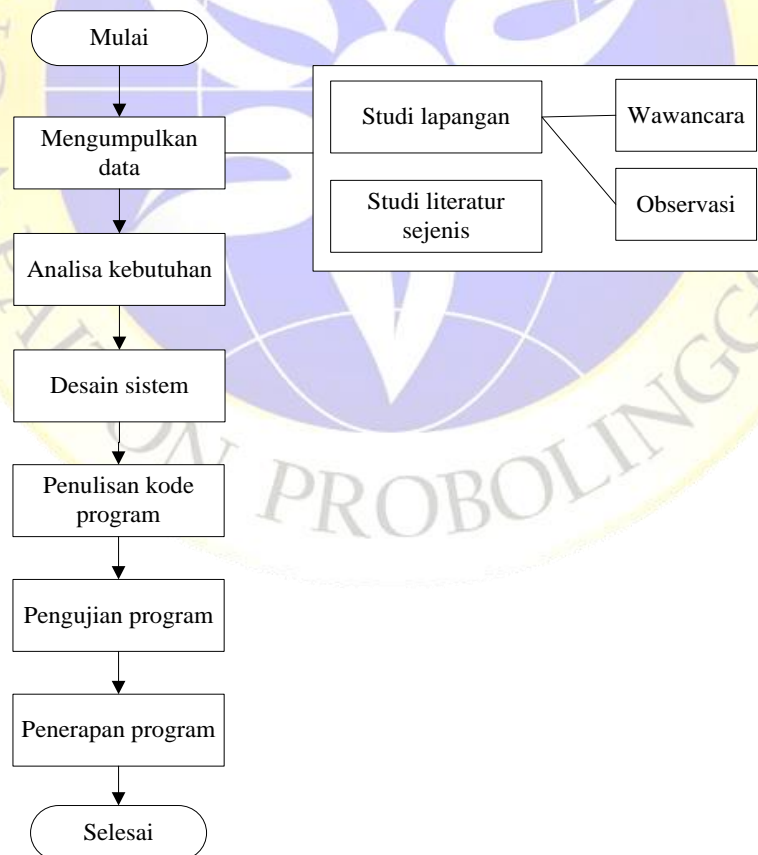 Mulai
Mengumpulkan
data
Studi lapangan
Wawancara
Studi literatur
sejenis
Observasi
Analisa kebutuhan
Desain sistem
Penulisan kode
program
Pengujian program
Penerapan program
Selesai
PROBOLINGGO